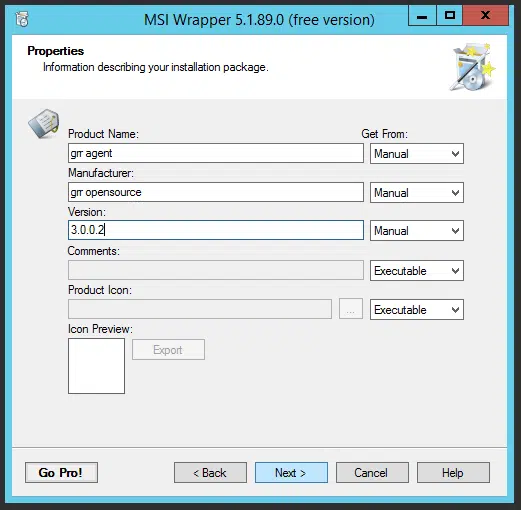 MSI Wrapper 5.1.89.0 (free version)
Properties
Information describing your installation package.
Product Name: Get From:
grr agent Manual
Manufacturer:
grr opensource Manual
Version:
3.0.0.2 Manual
Comments:
Executable
Product Icon:
... Executable
Icon Preview:
Export
Go Pro! < Back Next > Cancel Help